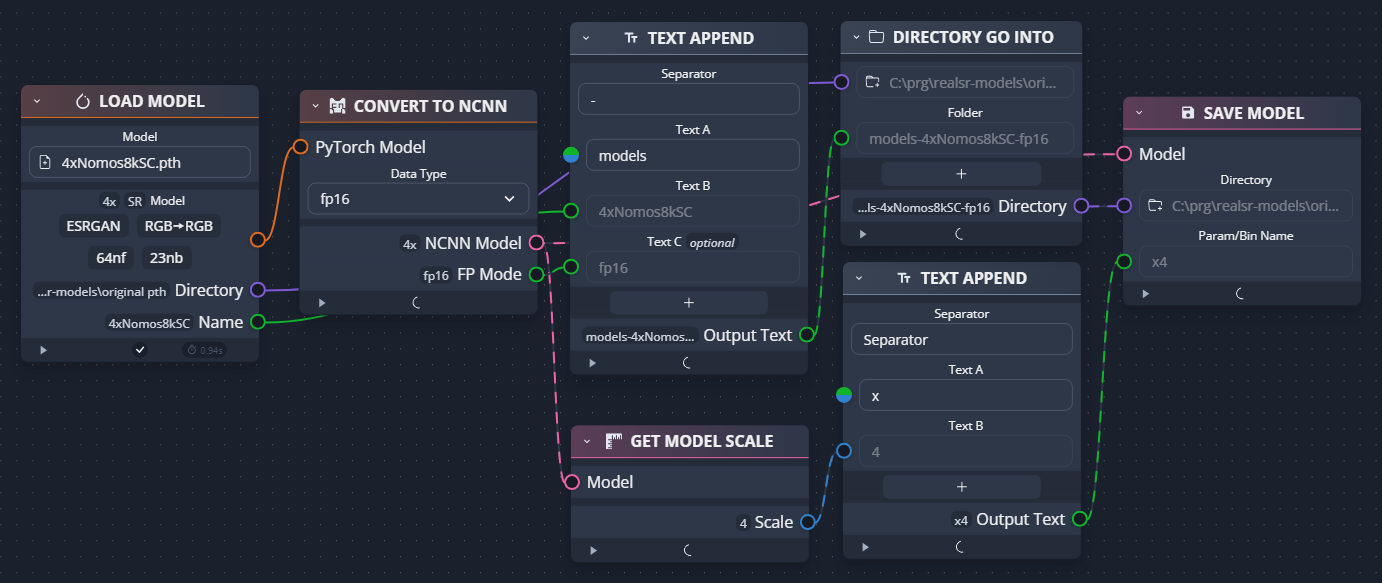 LOAD MODEL
Model
4xNomos8kSC.pth
4x SR Model
ESRGAN RGB→RGB
64nf 23nb
...r-models\original pth Directory
4xNomos8kSC Name
0.94s
CONVERT TO NCNN
PyTorch Model
Data Type
fp16
4x NCNN Model
fp16 FP Mode
TEXT APPEND
Separator
-
Text A
models
Text B
4xNomos8kSC
Text C optional
fp16
+
models-4xNomos... Output Text
GET MODEL SCALE
Model
4 Scale
DIRECTORY GO INTO
C:\prg\realsr-models\ori...
Folder
models-4xNomos8kSC-fp16
+
...ls-4xNomos8kSC-fp16 Directory
TEXT APPEND
Separator
Separator
Text A
x
Text B
4
+
x4 Output Text
SAVE MODEL
Model
Directory
C:\prg\realsr-models\ori...
Param/Bin Name
x4